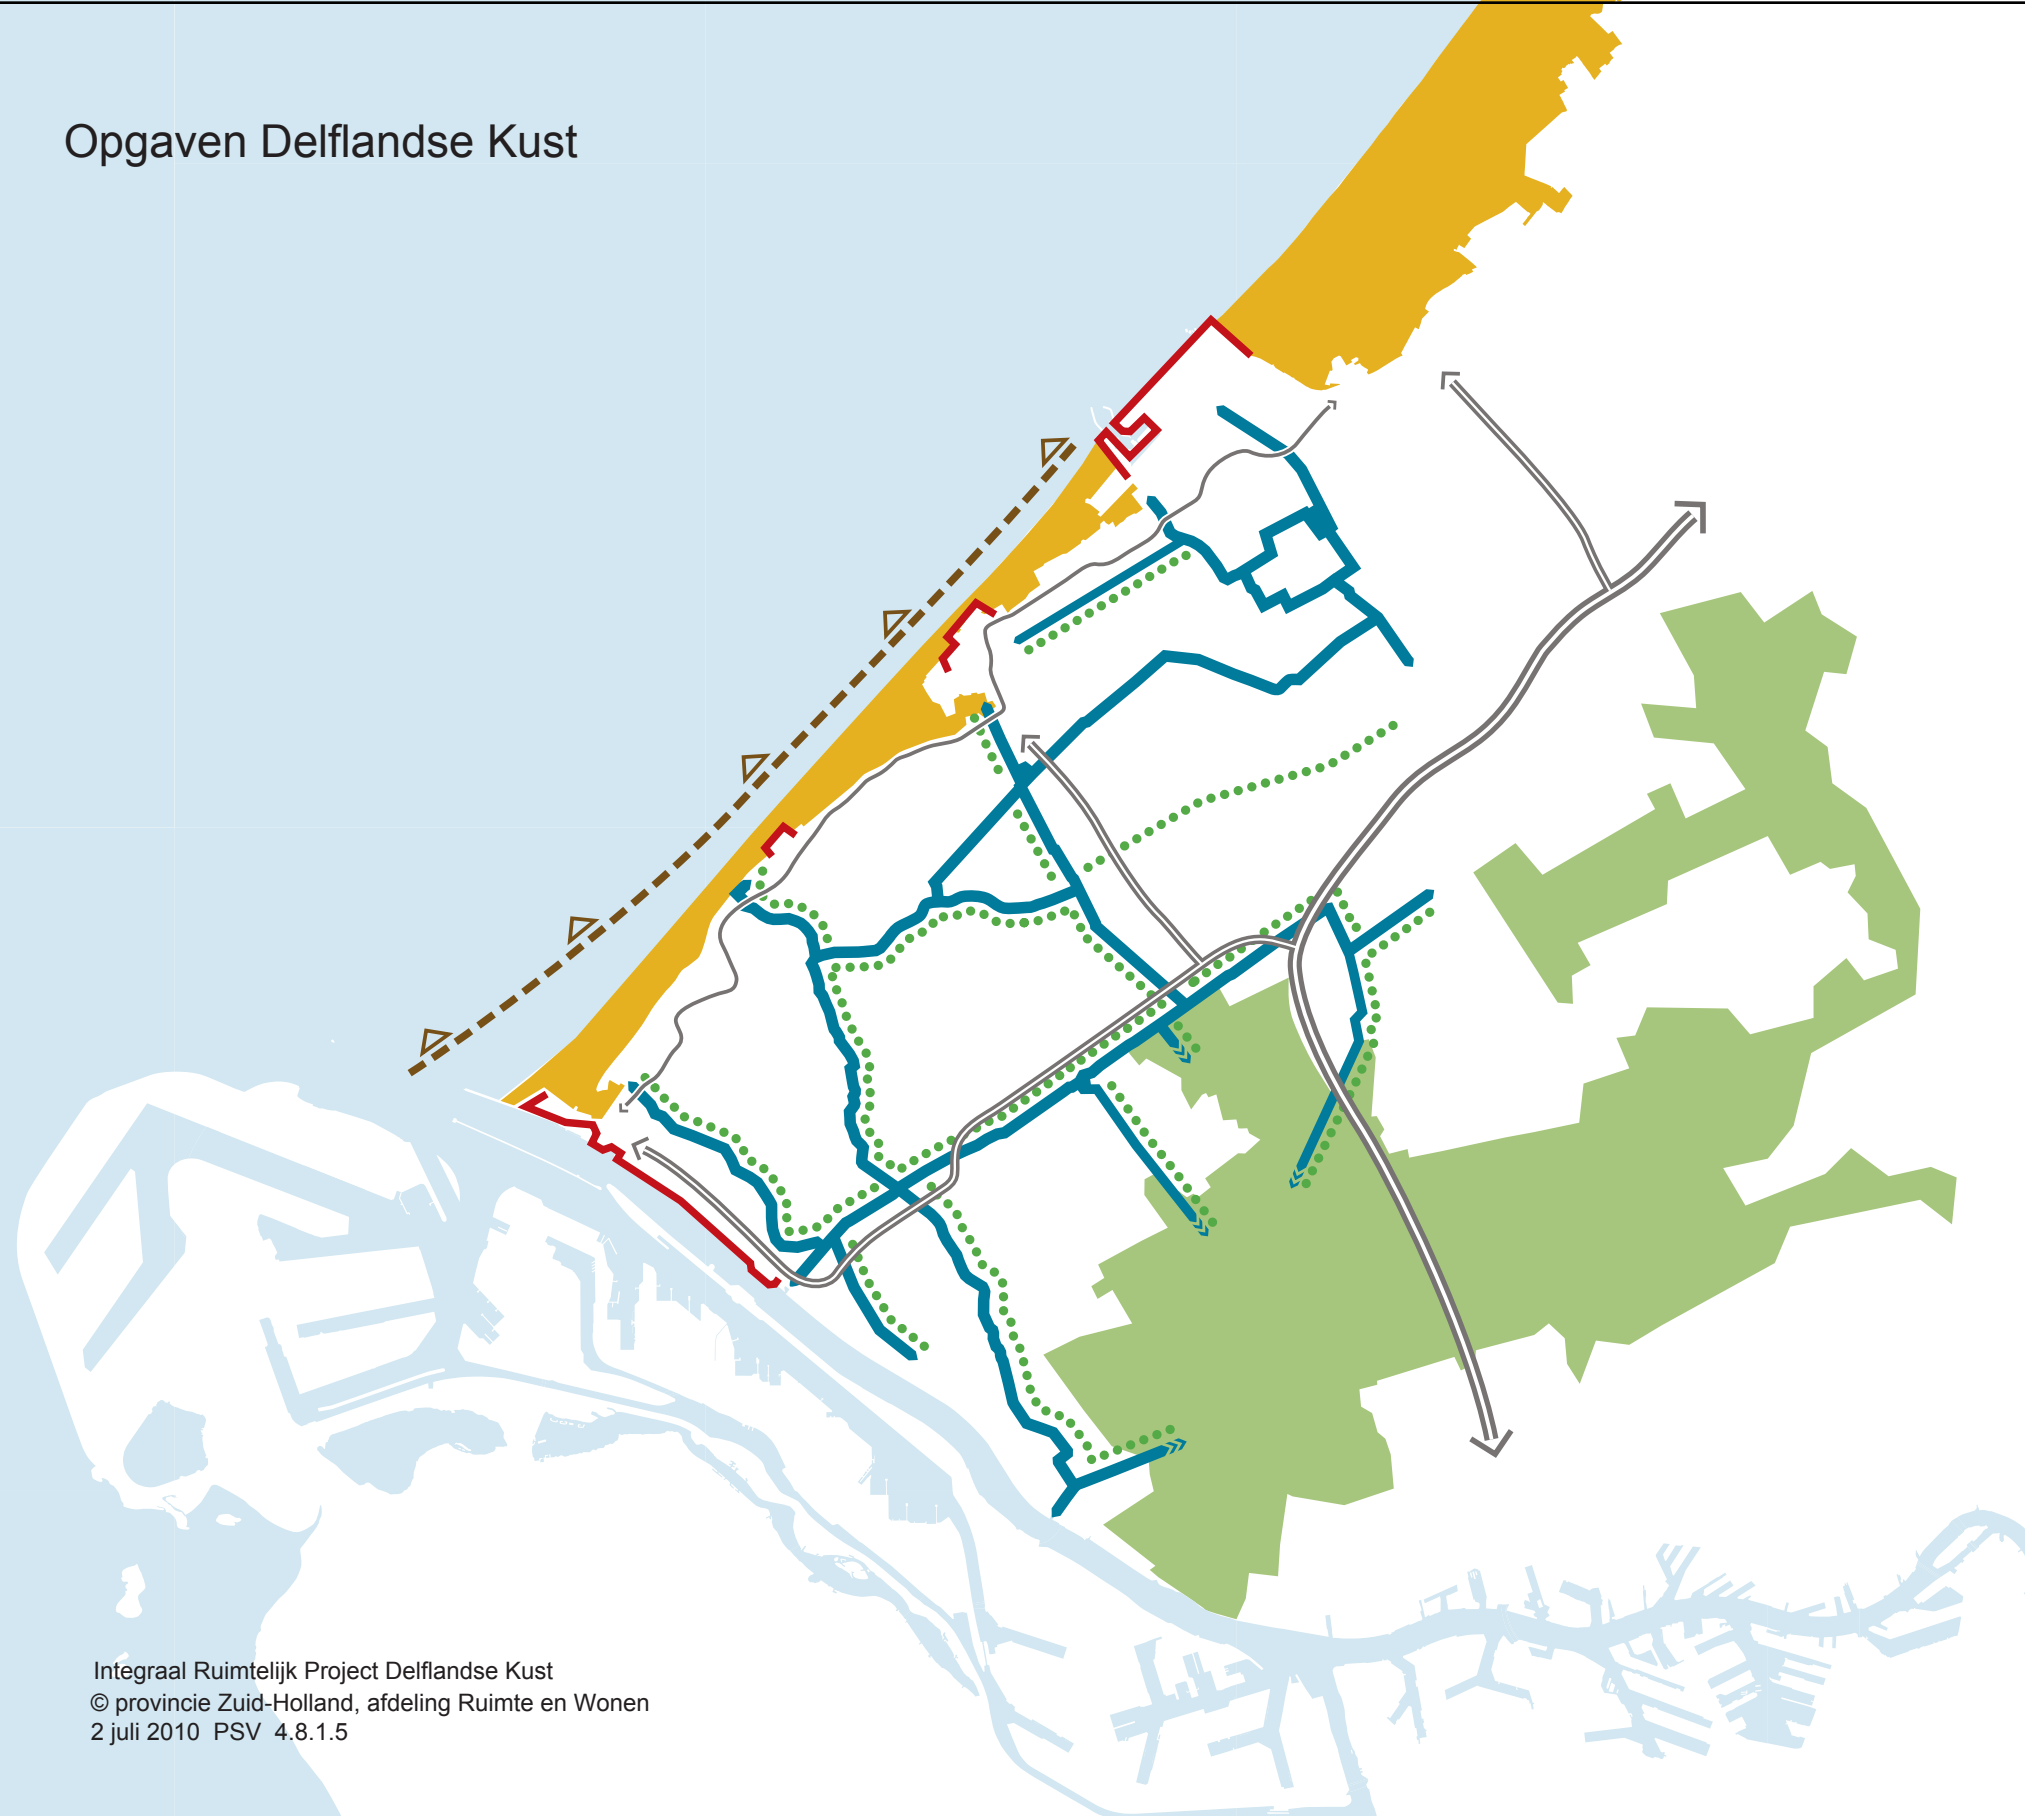 Opgaven Delflandse Kust
Integraal Ruimtelijk Project Delflandse Kust
© provincie Zuid-Holland, afdeling Ruimte en Wonen
2 juli 2010  PSV  4.8.1.5